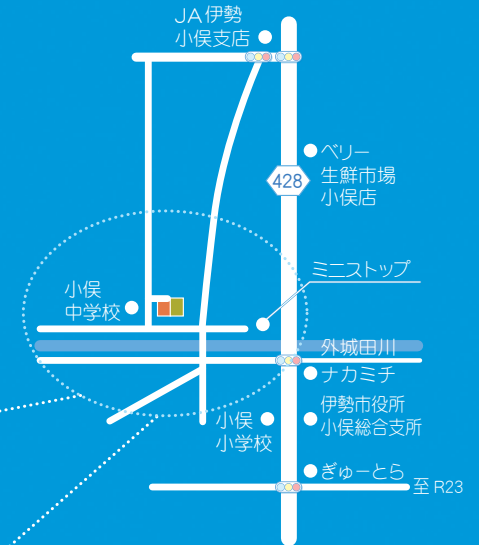 JA伊勢
小俣支店
ベリー
生鮮市場
小俣店
428
ミニストップ
小俣
中学校
外城田川
ナカミチ
伊勢市役所
小俣総合支所
小俣
小学校
ぎゅーとら
至 R23